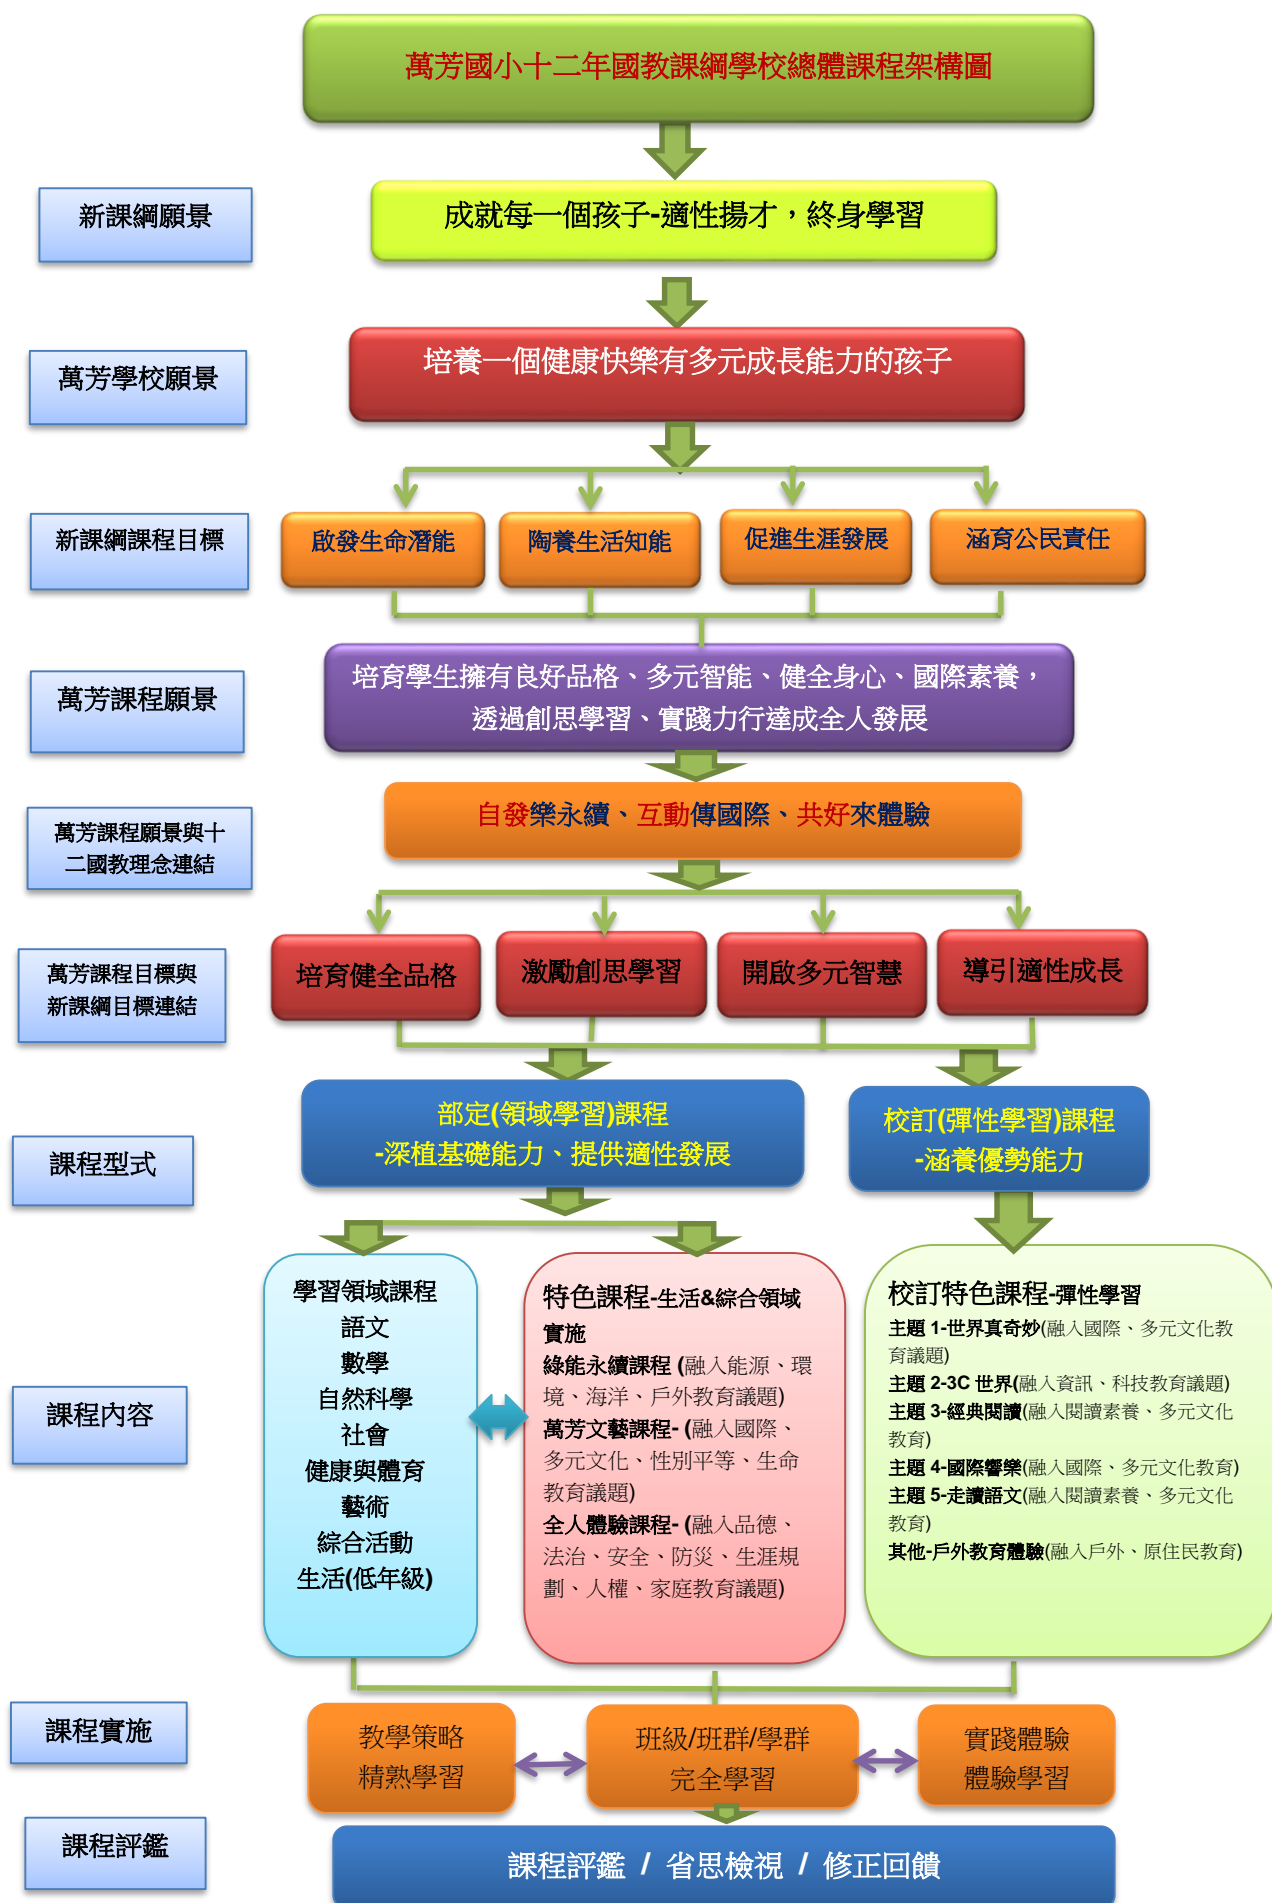 萬芳國小十二年國教課綱學校總體課程架構圖
新課綱願景
成就每一個孩子-適性揚才，終身學習
萬芳學校願景
培養一個健康快樂有多元成長能力的孩子
新課綱課程目標
啟發生命潛能
陶養生活知能
促進生涯發展
涵育公民責任
萬芳課程願景
培育學生擁有良好品格、多元智能、健全身心、國際素養，
透過創思學習、實踐力行達成全人發展
萬芳課程願景與十
二國教理念連結
自發樂永續、互動傳國際、共好來體驗
萬芳課程目標與
新課綱目標連結
培育健全品格
激勵創思學習
開啟多元智慧
導引適性成長
課程型式
部定(領域學習)課程
-深植基礎能力、提供適性發展
校訂(彈性學習)課程
-涵養優勢能力
課程內容
學習領域課程
語文
數學
自然科學
社會
健康與體育
藝術
綜合活動
生活(低年級)
特色課程-生活&綜合領域
實施
綠能永續課程 (融入能源、環
境、海洋、戶外教育議題)
萬芳文藝課程- (融入國際、
多元文化、性別平等、生命
教育議題)
全人體驗課程- (融入品德、
法治、安全、防災、生涯規
劃、人權、家庭教育議題)
校訂特色課程-彈性學習
主題 1-世界真奇妙(融入國際、多元文化教
育議題)
主題 2-3C 世界(融入資訊、科技教育議題)
主題 3-經典閱讀(融入閱讀素養、多元文化
教育)
主題 4-國際響樂(融入國際、多元文化教育)
主題 5-走讀語文(融入閱讀素養、多元文化
教育)
其他-戶外教育體驗(融入戶外、原住民教育)
課程實施
教學策略
精熟學習
班級/班群/學群
完全學習
實踐體驗
體驗學習
課程評鑑
課程評鑑 / 省思檢視 / 修正回饋